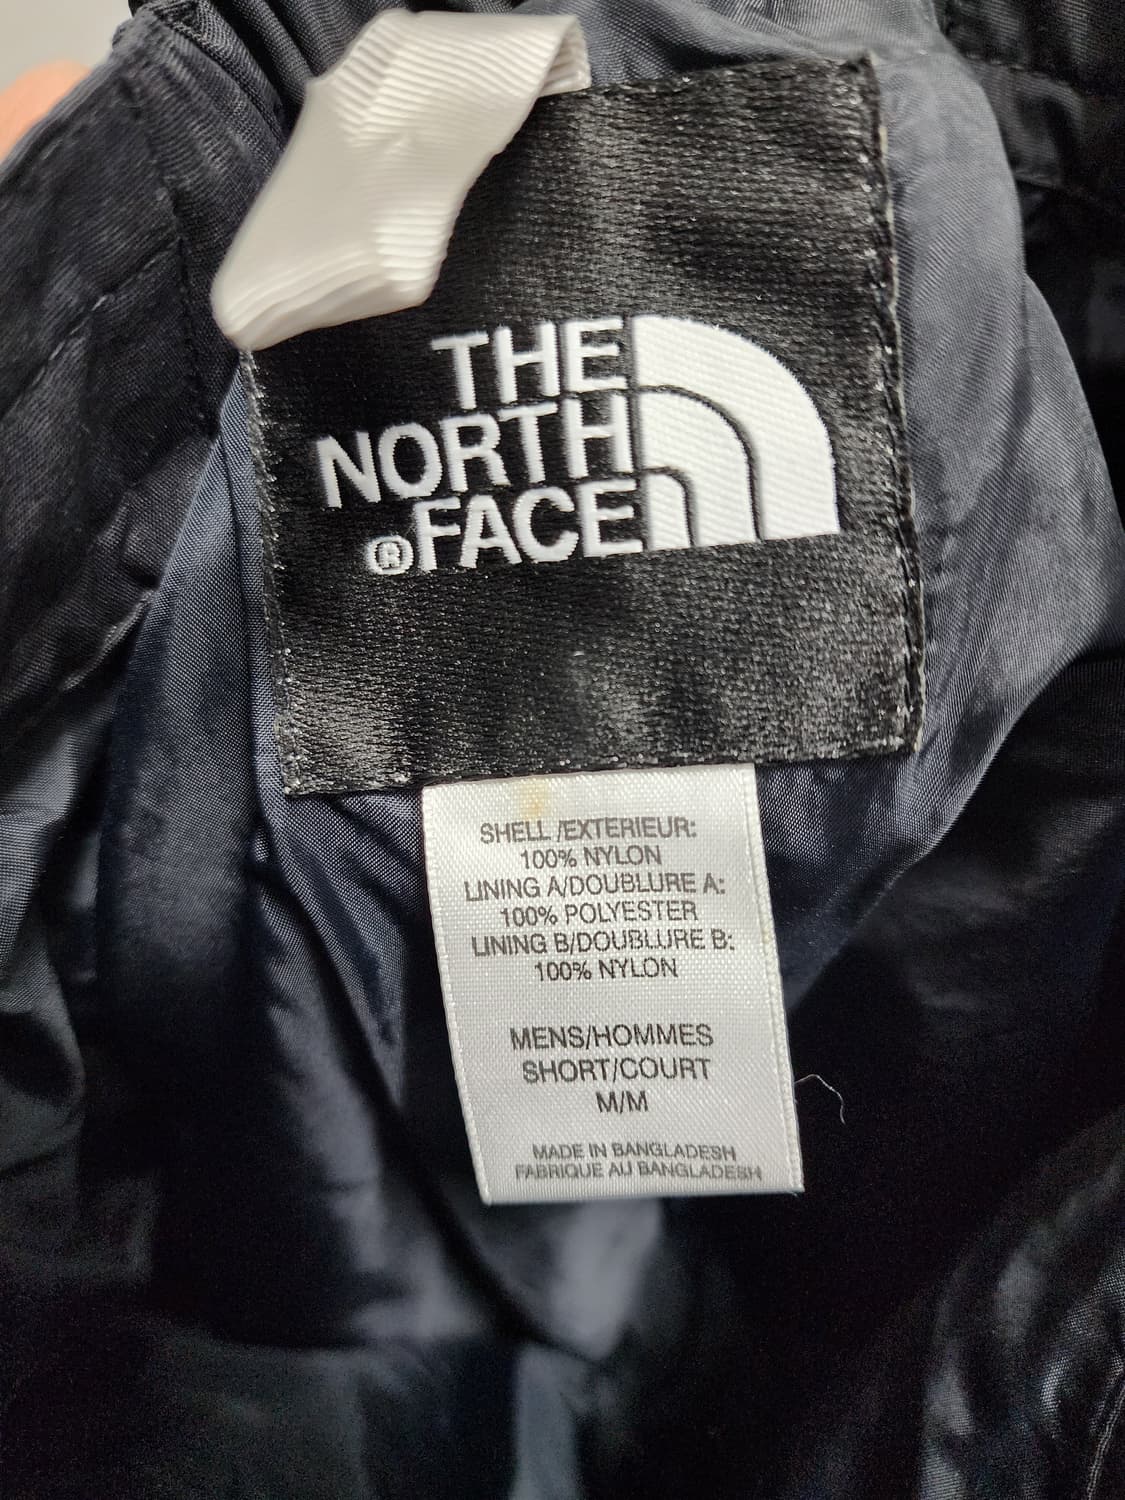 THE
NORTH
®FACE
SHELL /EXTERIEUR:
100% NYLON
LINING A/DOUBLURE A:
100% POLYESTER
LINING B/DOUBLURE B:
100% NYLON
MENS/HOMMES
SHORT/COURT
M/M
MADE IN BANGLADESH
FABRIQUE AU BANGLADESH